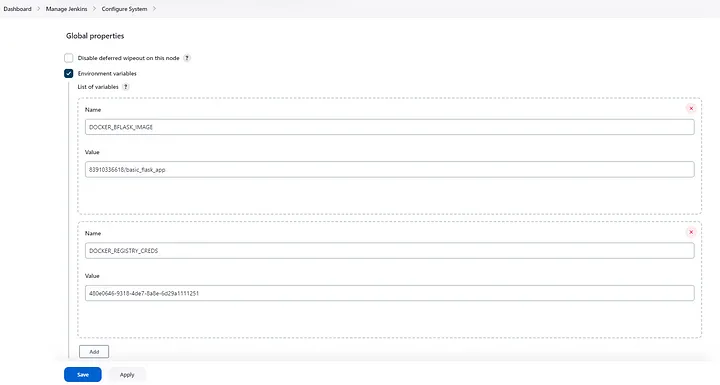 Dashboard > Manage Jenkins > Configure System >
Global properties
Disable deferred wipeout on this node ?
Environment variables
List of variables ?
Name
DOCKER_BFLASK_IMAGE
Value
83910336618/basic_flask_app
Name
DOCKER_REGISTRY_CREDS
Value
480e0646-9318-4de7-8a8e-6d29a1111251
Add
Save Apply